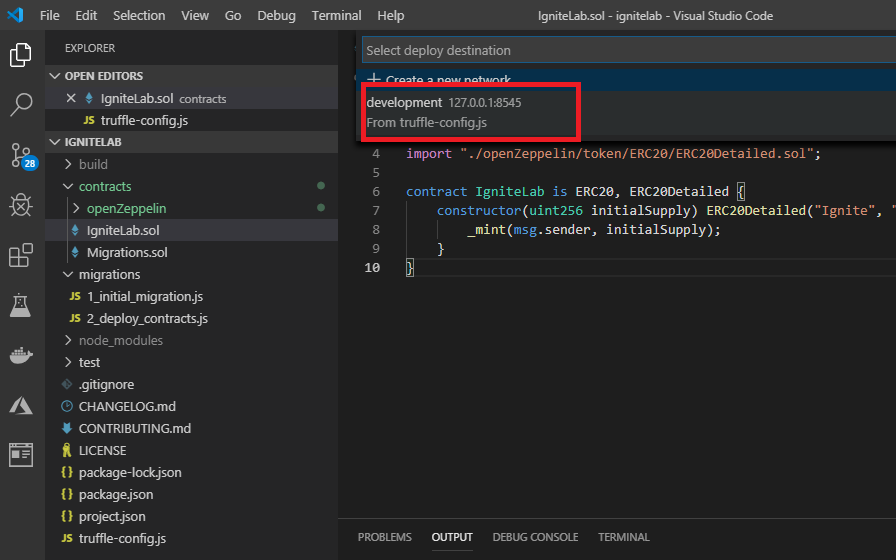 File Edit Selection View Go Debug Terminal Help IgniteLab.sol - ignitelab - Visual Studio Code
EXPLORER
OPEN EDITORS
IgniteLab.sol contracts
JS truffle-config.js
IGNITELAB
build
contracts
openZeppelin
IgniteLab.sol
Migrations.sol
migrations
JS 1_initial_migration.js
JS 2_deploy_contracts.js
node_modules
test
.gitignore
CHANGELOG.md
CONTRIBUTING.md
LICENSE
{} package-lock.json
{} package.json
{} project.json
JS truffle-config.js
28
Select deploy destination
+ Create a new network
development 127.0.0.1:8545
From truffle-config.js
4 import "./openZeppelin/token/ERC20/ERC20Detailed.sol";
5
6 contract IgniteLab is ERC20, ERC20Detailed {
7 constructor(uint256 initialSupply) ERC20Detailed("Ignite", "
8 _mint(msg.sender, initialSupply);
9 }
10 }
PROBLEMS OUTPUT DEBUG CONSOLE TERMINAL